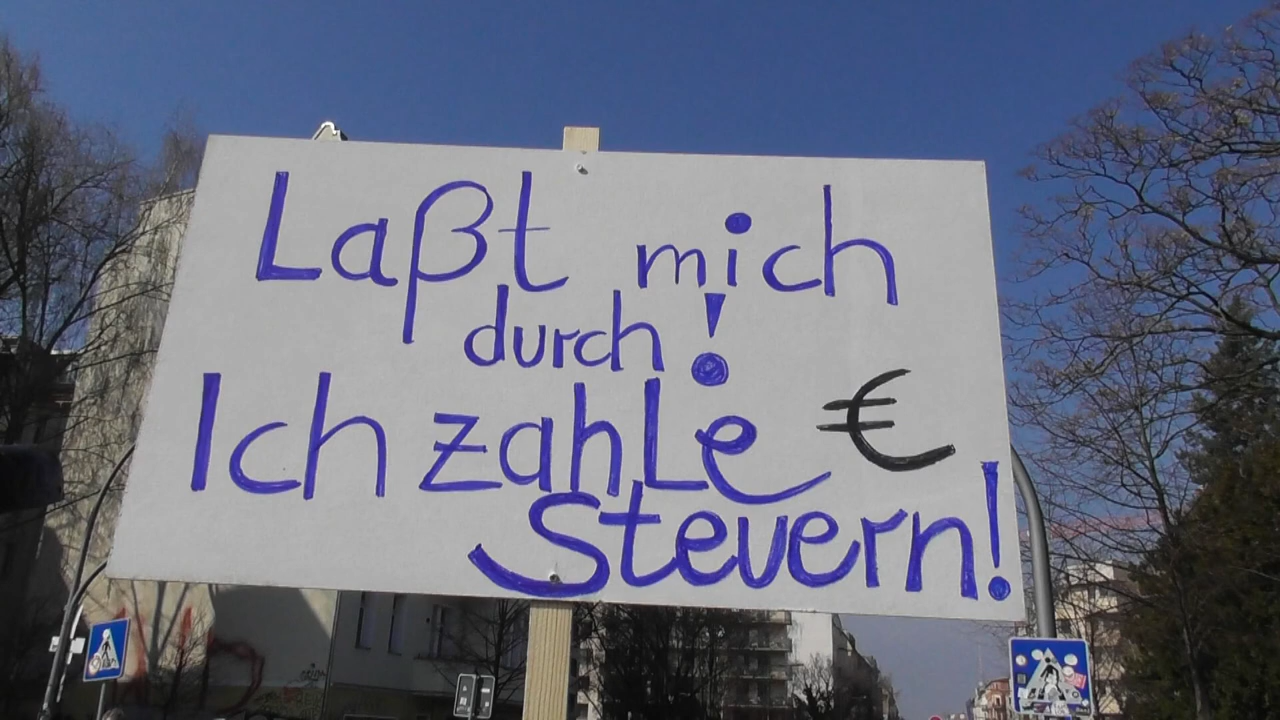 Laßt mich
durch!
Ich zahle €
Steuern!